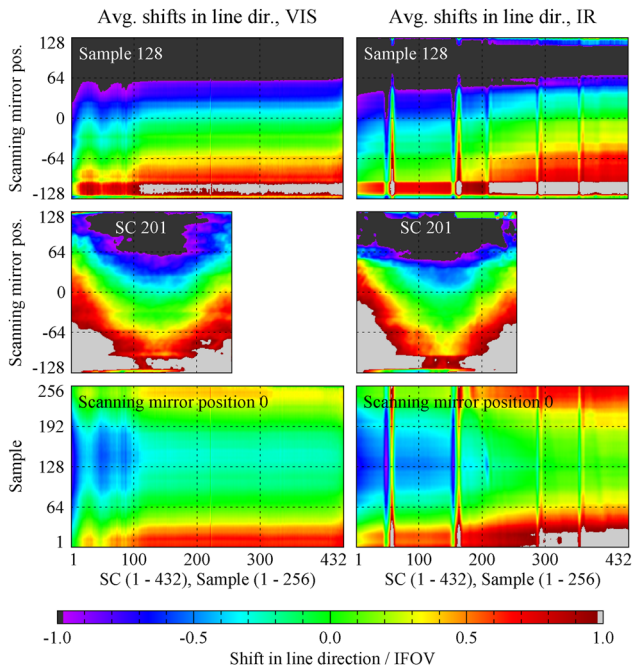 Avg. shifts in line dir., VIS
Avg. shifts in line dir., IR
Scanning mirror pos.
128
64
0
-64
-128
Sample 128
Sample 128
Scanning mirror pos.
128
64
0
-64
-128
SC 201
SC 201
Sample
256
192
128
64
1
Scanning mirror position 0
Scanning mirror position 0
1 100 200 300 432
1 100 200 300 432
SC (1 - 432), Sample (1 - 256)
SC (1 - 432), Sample (1 - 256)
-1.0 -0.5 0.0 0.5 1.0
Shift in line direction / IFOV